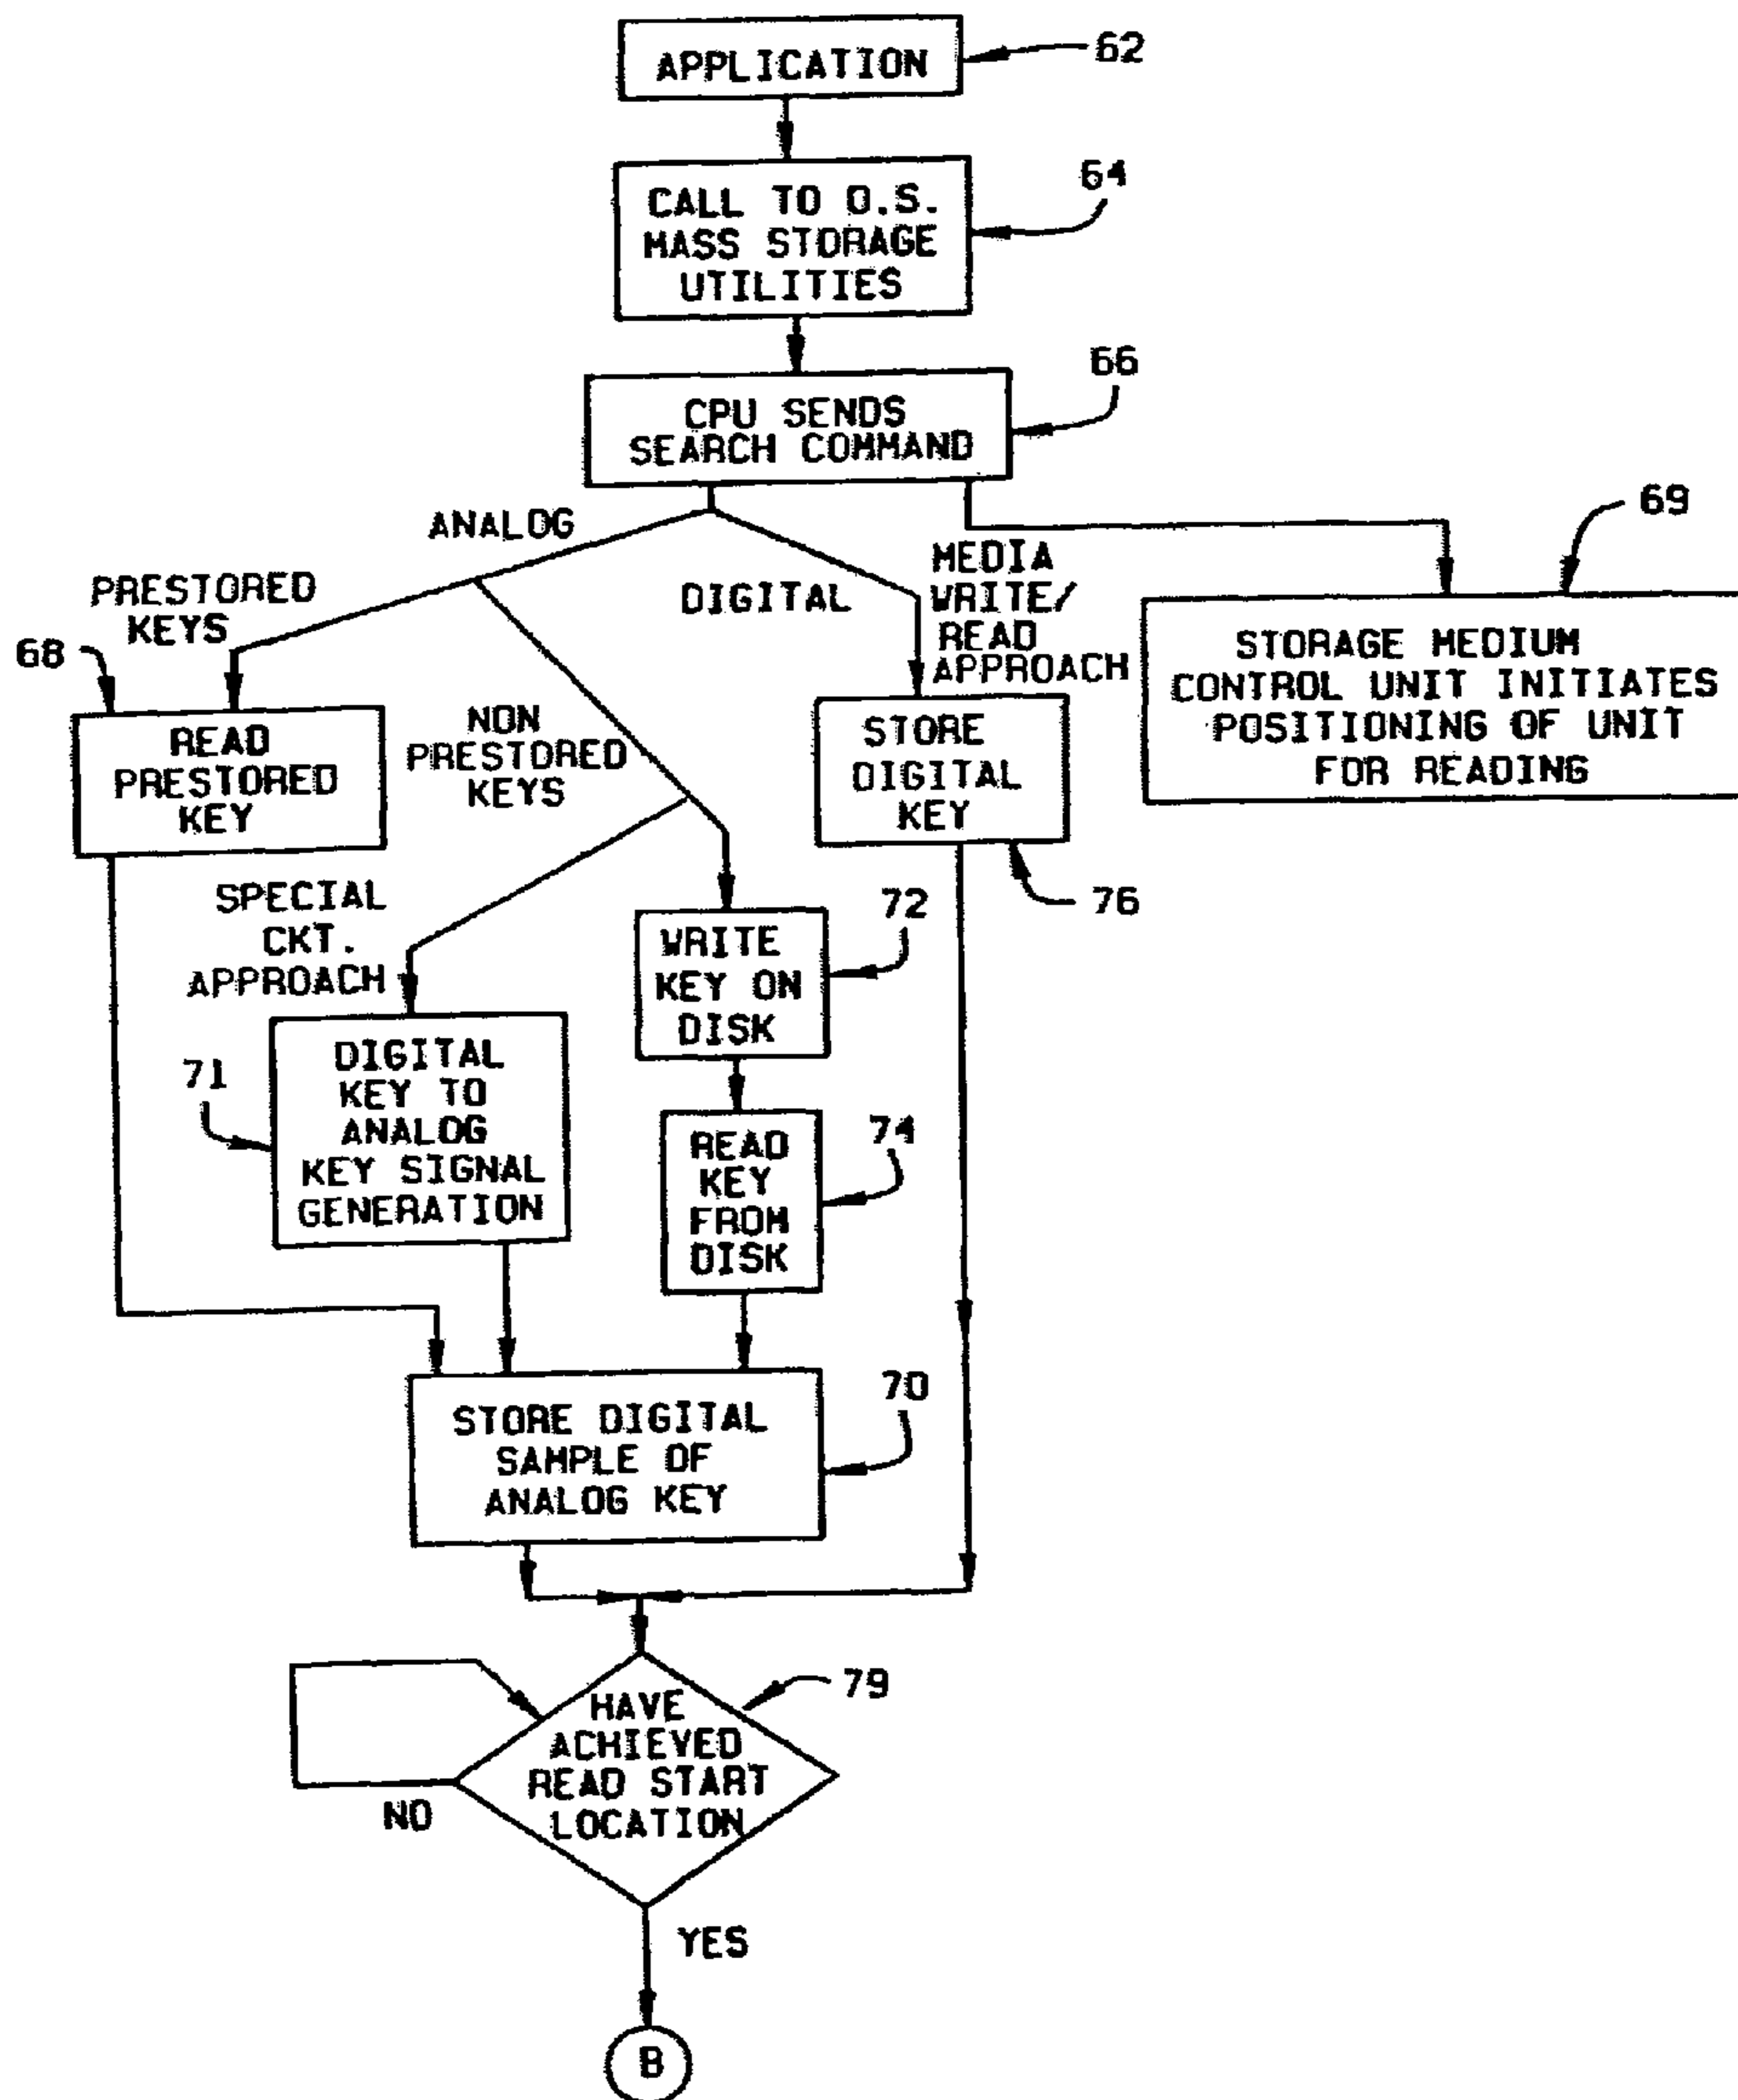 APPLICATION
62
CALL TO O.S.
MASS STORAGE
UTILITIES
64
CPU SENDS
SEARCH COMMAND
66
ANALOG
DIGITAL
MEDIA
WRITE/
READ
APPROACH
69
STORAGE MEDIUM
CONTROL UNIT INITIATES
POSITIONING OF UNIT
FOR READING
PRESTORED
KEYS
68
READ
PRESTORED
KEY
NON
PRESTORED
KEYS
STORE
DIGITAL
KEY
76
SPECIAL
CKT.
APPROACH
72
WRITE
KEY ON
DISK
71
DIGITAL
KEY TO
ANALOG
KEY SIGNAL
GENERATION
READ
KEY
FROM
DISK
74
STORE DIGITAL
SAMPLE OF
ANALOG KEY
70
HAVE
ACHIEVED
READ START
LOCATION
79
NO
YES
B